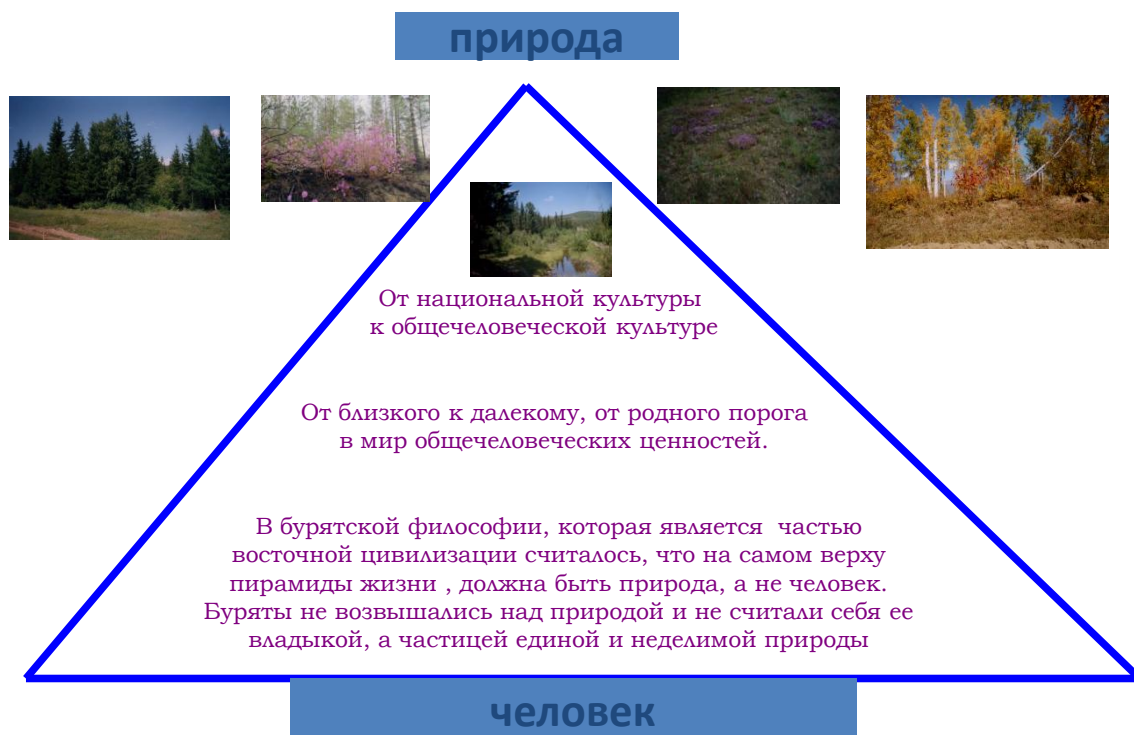 природа
От национальной культуры
к общечеловеческой культуре
От близкого к далекому, от родного порога
в мир общечеловеческих ценностей.
В бурятской философии, которая является  частью
восточной цивилизации считалось, что на самом верху
пирамиды жизни , должна быть природа, а не человек.
Буряты не возвышались над природой и не считали себя ее
владыкой, а частицей единой и неделимой природы
человек